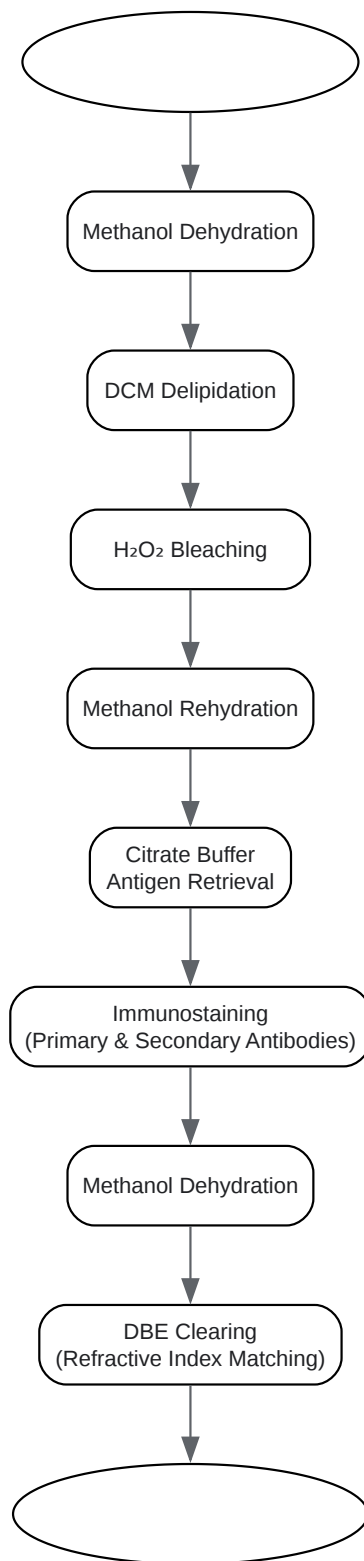 Methanol Dehydration
DCM Delipidation
H₂O₂ Bleaching
Methanol Rehydration
Citrate Buffer
Antigen Retrieval
Immunostaining
(Primary & Secondary Antibodies)
Methanol Dehydration
DBE Clearing
(Refractive Index Matching)